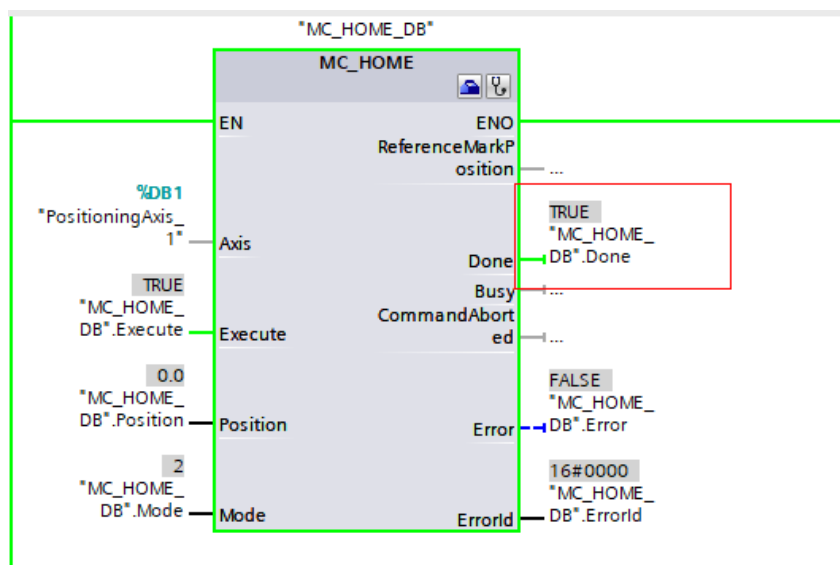 "MC_HOME_DB"
MC_HOME
EN
ENO
ReferenceMarkP
osition
...
%DB1
"PositioningAxis_
1"
Axis
TRUE
"MC_HOME_
DB".Done
Done
Busy
...
TRUE
"MC_HOME_
DB".Execute
Execute
CommandAbort
ed
...
0.0
"MC_HOME_
DB".Position
Position
FALSE
"MC_HOME_
DB".Error
Error
2
"MC_HOME_
DB".Mode
Mode
16#0000
"MC_HOME_
DB".ErrorId
ErrorId